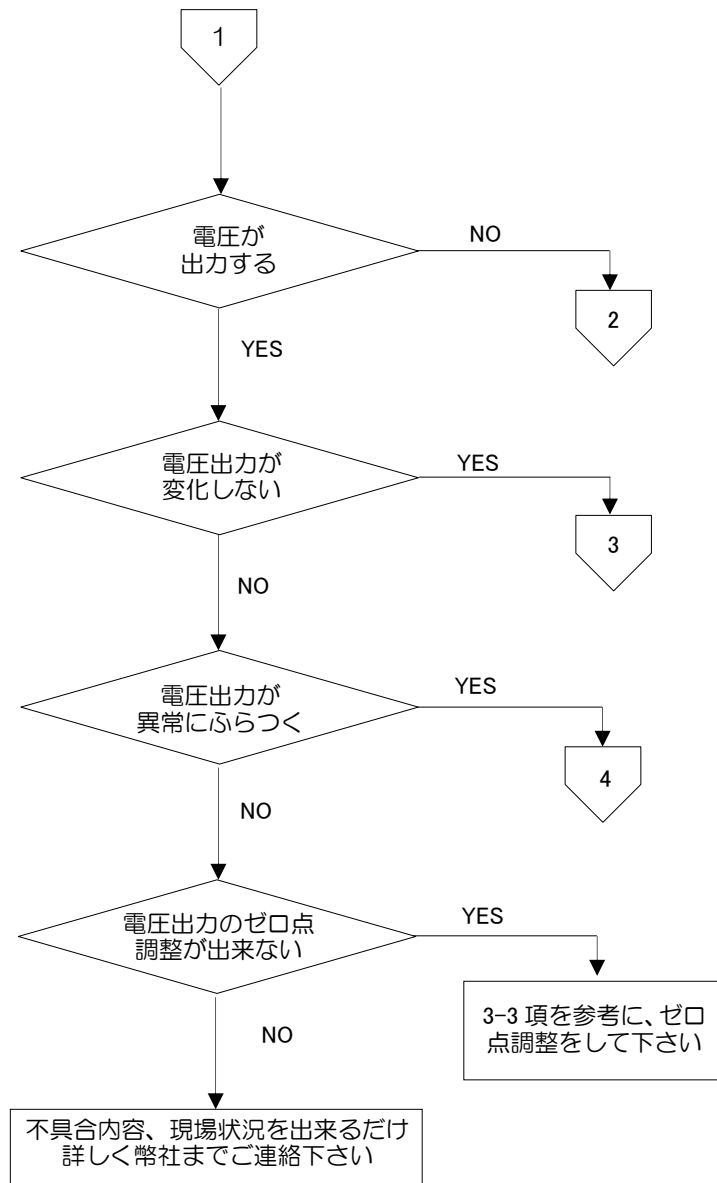 1
電圧が
出力する
NO
2
YES
電圧出力が
変化しない
YES
3
NO
電圧出力が
異常にふらつく
YES
4
NO
電圧出力のゼロ点
調整が出来ない
YES
3-3 項を参考に、ゼロ
点調整をして下さい
NO
不具合内容、現場状況を出来るだけ
詳しく幣社までご連絡下さい